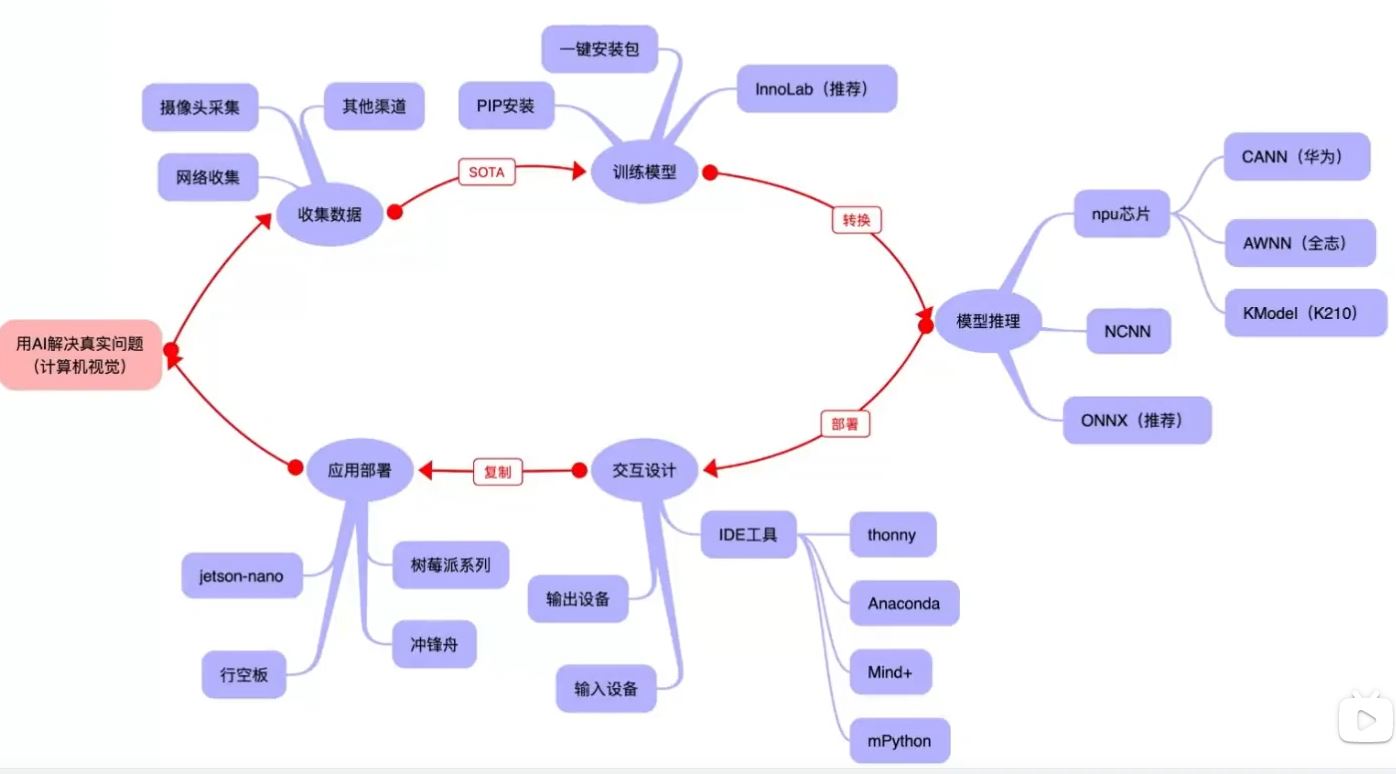 一键安装包
InnoLab（推荐）
摄像头采集
其他渠道
PIP安装
网络收集
SOTA
训练模型
收集数据
转换
CANN（华为）
npu芯片
AWNN（全志）
KModel（K210）
模型推理
NCNN
用AI解决真实问题
（计算机视觉）
ONNX（推荐）
部署
应用部署
复制
交互设计
IDE工具
thonny
jetson-nano
树莓派系列
输出设备
Anaconda
冲锋舟
行空板
输入设备
Mind+
mPython